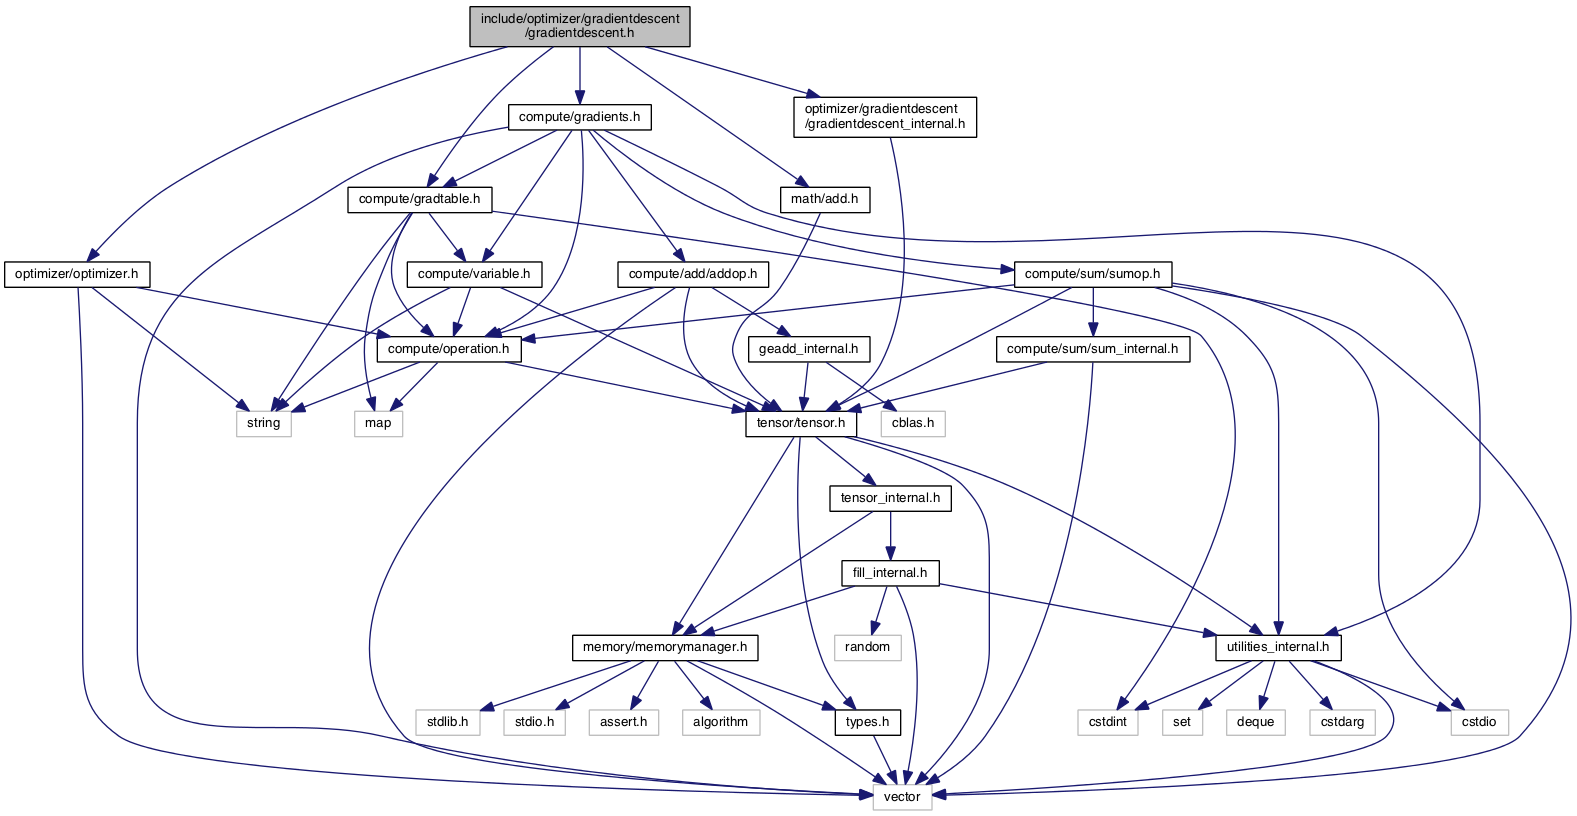 include/optimizer/gradientdescent
/gradientdescent.h
compute/gradients.h
optimizer/gradientdescent
/gradientdescent_internal.h
compute/gradtable.h
math/add.h
optimizer/optimizer.h
compute/variable.h
compute/add/addop.h
compute/sum/sumop.h
compute/operation.h
geadd_internal.h
compute/sum/sum_internal.h
string
map
tensor/tensor.h
cblas.h
tensor_internal.h
fill_internal.h
memory/memorymanager.h
random
utilities_internal.h
stdlib.h
stdio.h
assert.h
algorithm
types.h
cstdint
set
deque
cstdarg
cstdio
vector